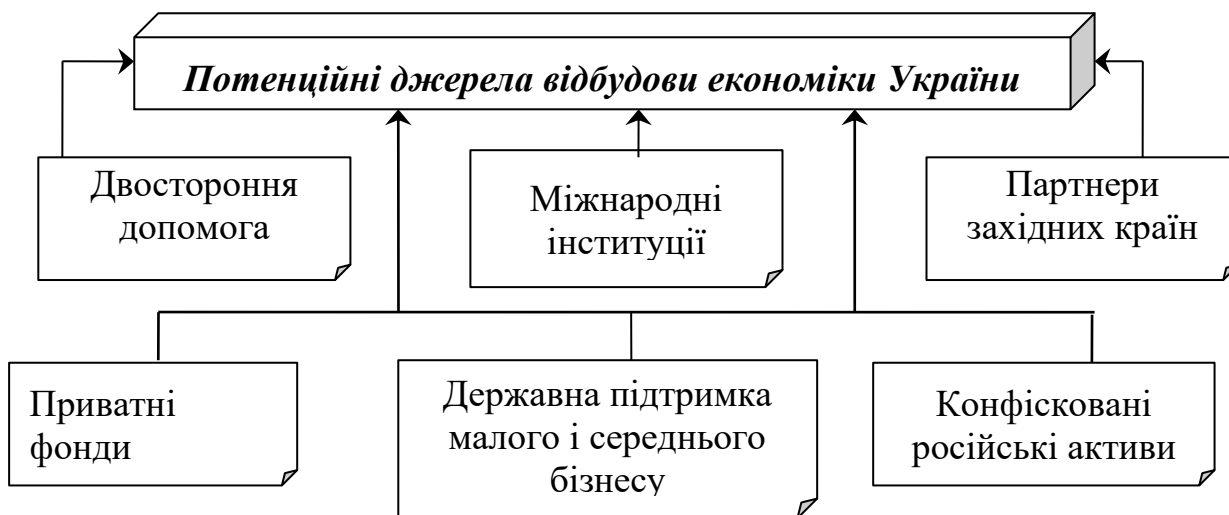 Потенційні джерела відбудови економіки України
Двостороння
допомога
Міжнародні
інституції
Партнери
західних країн
Приватні
фонди
Державна підтримка
малого і середнього
бізнесу
Конфісковані
російські активи